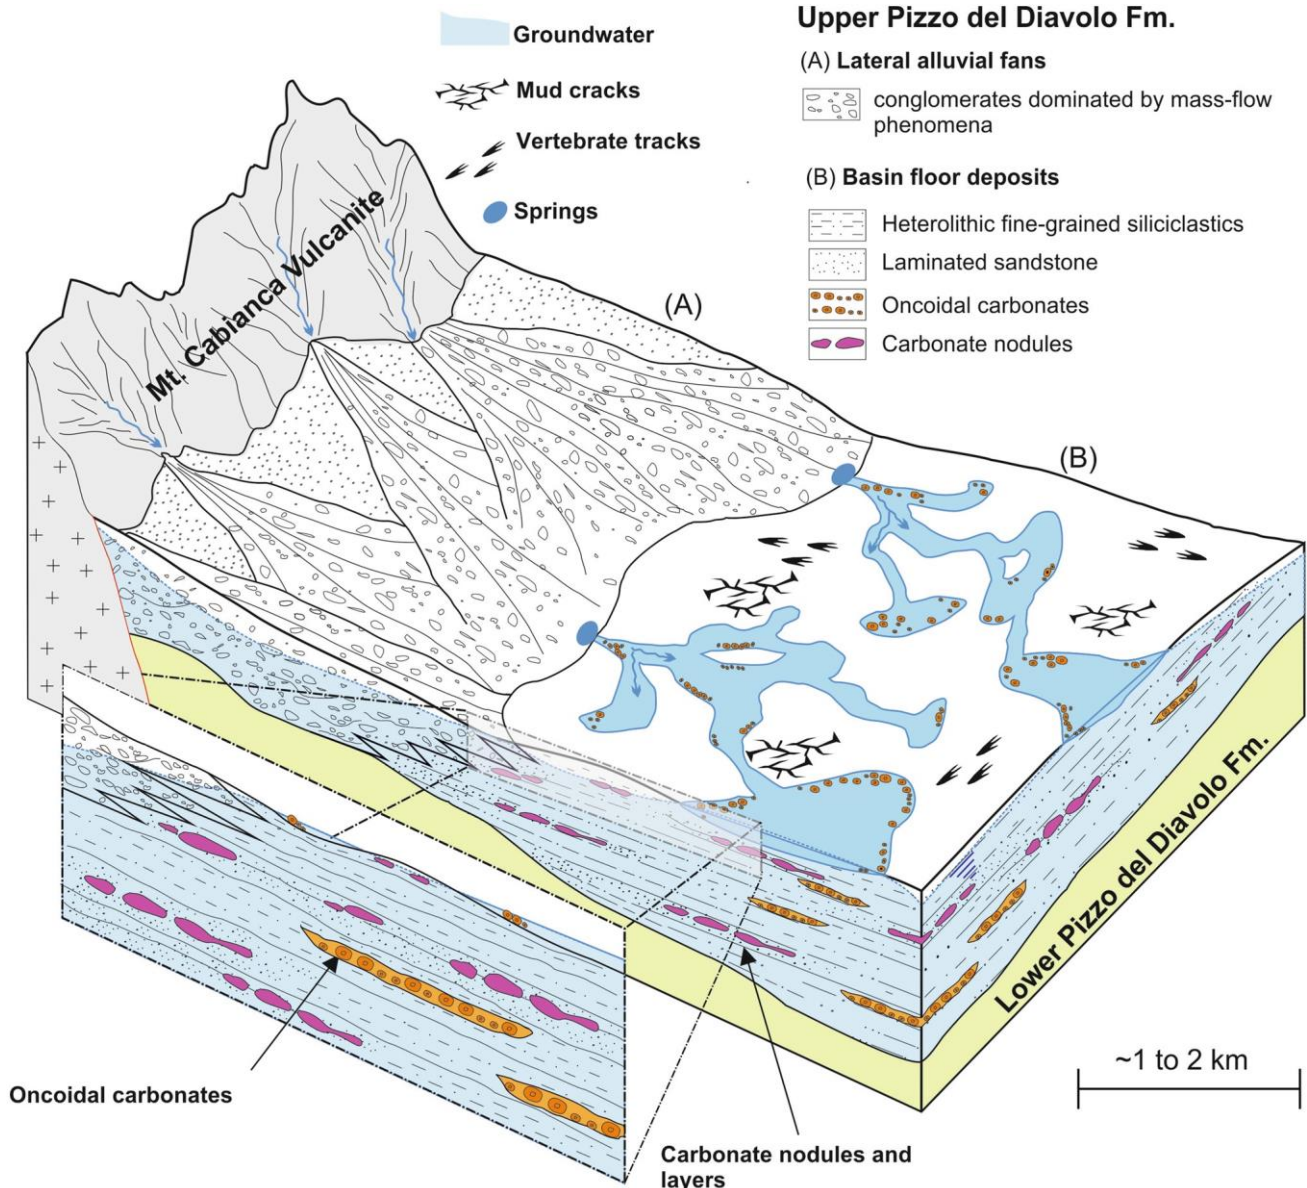 Groundwater
Mud cracks
Vertebrate tracks
Springs
Upper Pizzo del Diavolo Fm.
(A) Lateral alluvial fans
conglomerates dominated by mass-flow
phenomena
(B) Basin floor deposits
Heterolithic fine-grained siliciclastics
Laminated sandstone
Oncoidal carbonates
Carbonate nodules
Mt. Cabianca Vulcanite
(A)
(B)
Lower Pizzo del Diavolo Fm.
~1 to 2 km
Oncoidal carbonates
Carbonate nodules and
layers